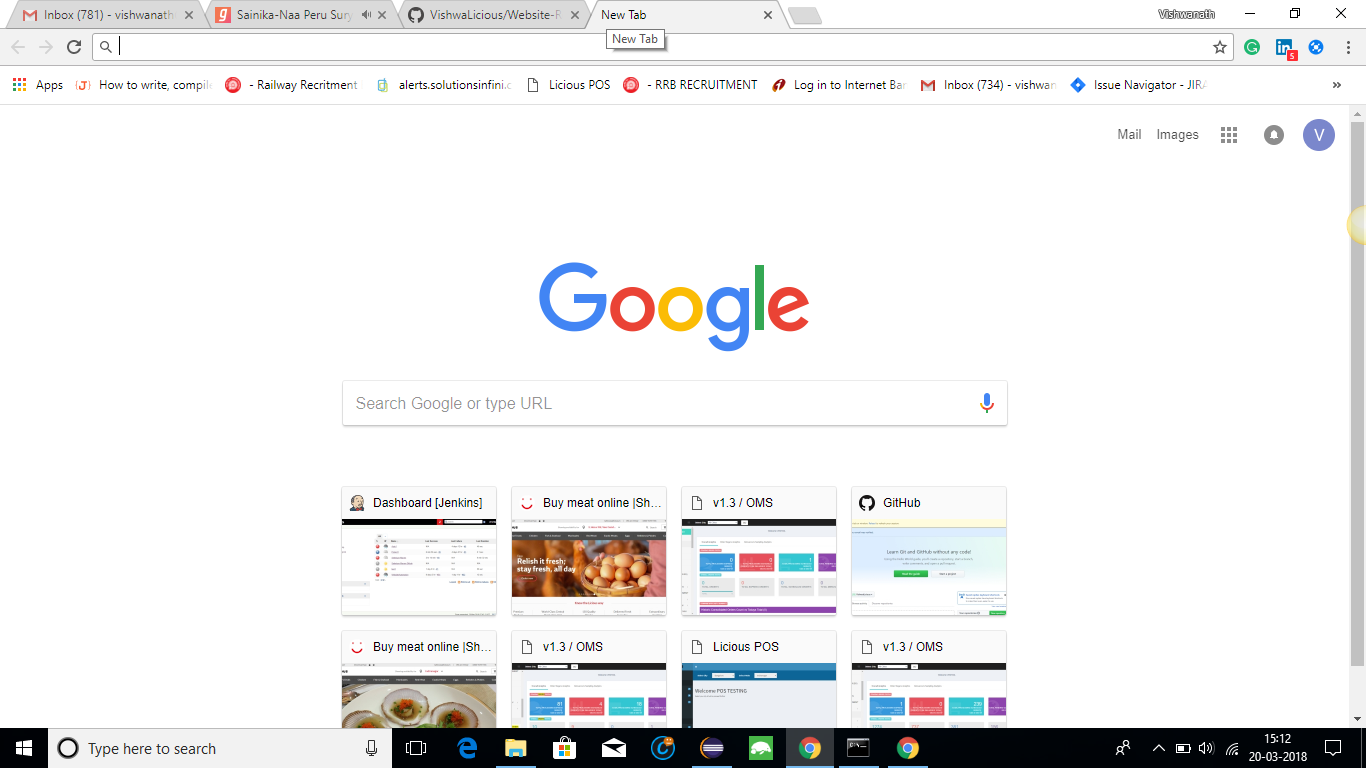 Inbox (781) - vishwanath
Sainika-Naa Peru Sury
VishwaLicious/Website-R
New Tab
Vishwanath
New Tab
Apps
How to write, compile
- Railway Recritment
alerts.solutionsinfini.c
Licious POS
- RRB RECRUITMENT
Log in to Internet Ban
Inbox (734) - vishwan
Issue Navigator - JIRA
»
Mail
Images
V
Google
Search Google or type URL
Dashboard [Jenkins]
Buy meat online |Sh...
v1.3 / OMS
GitHub
Relish it fresh;
stay fresh, all day
Learn Git and GitHub without any code!
Buy meat online |Sh...
v1.3 / OMS
Licious POS
v1.3 / OMS
Welcome POS TESTING
Type here to search
15:12
20-03-2018